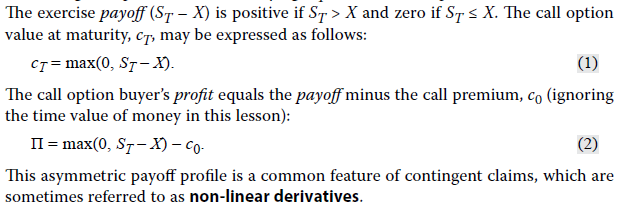 The exercise payoff (S_T – X) is positive if S_T > X and zero if S_T ≤ X. The call option
value at maturity, c_T, may be expressed as follows:
c_T = max(0, S_T – X). (1)
The call option buyer’s profit equals the payoff minus the call premium, c_0 (ignoring
the time value of money in this lesson):
Π = max(0, S_T – X) – c_0. (2)
This asymmetric payoff profile is a common feature of contingent claims, which are
sometimes referred to as non-linear derivatives.